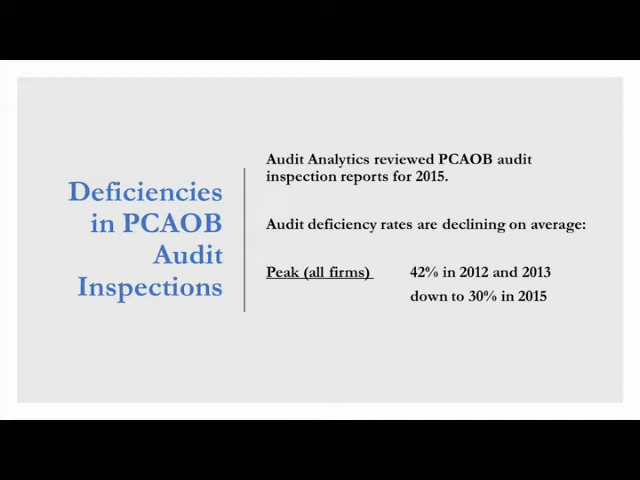 Deficiencies
in PCAOB
Audit
Inspections
Audit Analytics reviewed PCAOB audit
inspection reports for 2015.
Audit deficiency rates are declining on average:
Peak (all firms) 42% in 2012 and 2013
down to 30% in 2015